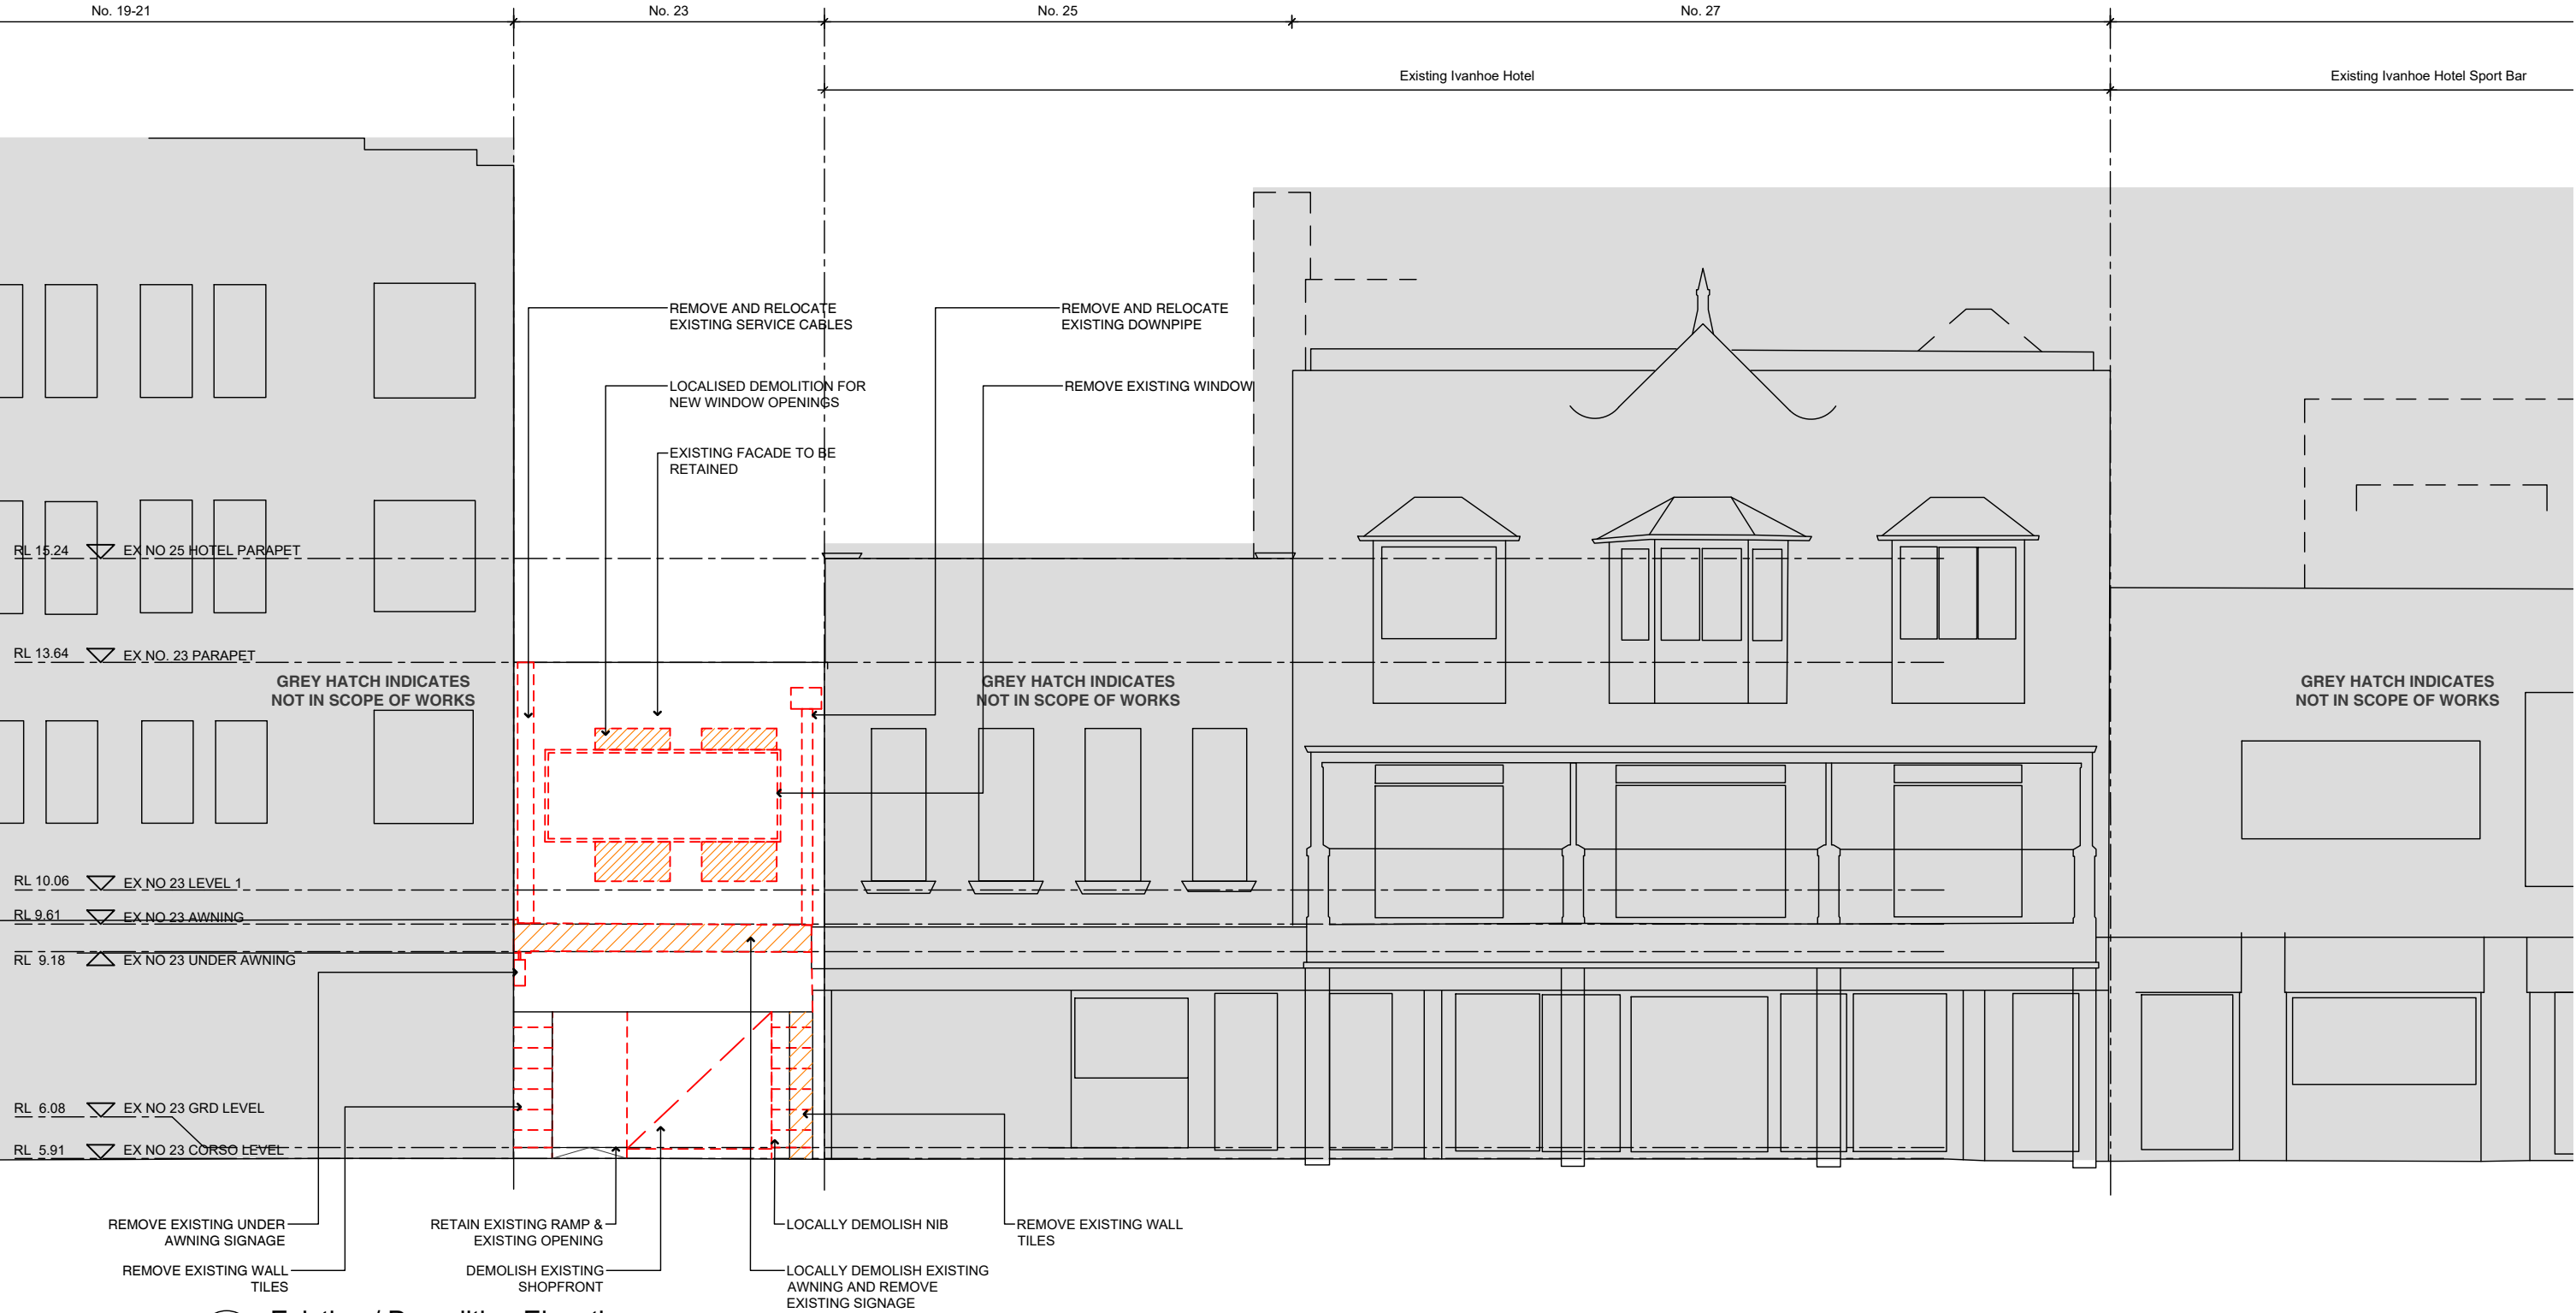 No. 19-21
No. 23
No. 25
No. 27
Existing Ivanhoe Hotel
Existing Ivanhoe Hotel Sport Bar
REMOVE AND RELOCATE
EXISTING SERVICE CABLES
REMOVE AND RELOCATE
EXISTING DOWNPIPE
LOCALISED DEMOLITION FOR
NEW WINDOW OPENINGS
REMOVE EXISTING WINDOW
EXISTING FACADE TO BE
RETAINED
RL 15.24 EX NO 25 HOTEL PARAPET
RL 13.64 EX NO. 23 PARAPET
GREY HATCH INDICATES
NOT IN SCOPE OF WORKS
GREY HATCH INDICATES
NOT IN SCOPE OF WORKS
GREY HATCH INDICATES
NOT IN SCOPE OF WORKS
RL 10.06 EX NO 23 LEVEL 1
RL 9.61 EX NO 23 AWNING
RL 9.18 EX NO 23 UNDER AWNING
RL 6.08 EX NO 23 GRD LEVEL
RL 5.91 EX NO 23 CORSO LEVEL
REMOVE EXISTING UNDER
AWNING SIGNAGE
RETAIN EXISTING RAMP &
EXISTING OPENING
LOCALLY DEMOLISH NIB
REMOVE EXISTING WALL
TILES
REMOVE EXISTING WALL
TILES
DEMOLISH EXISTING
SHOPFRONT
LOCALLY DEMOLISH EXISTING
AWNING AND REMOVE
EXISTING SIGNAGE
Existing / Demolition Elevation